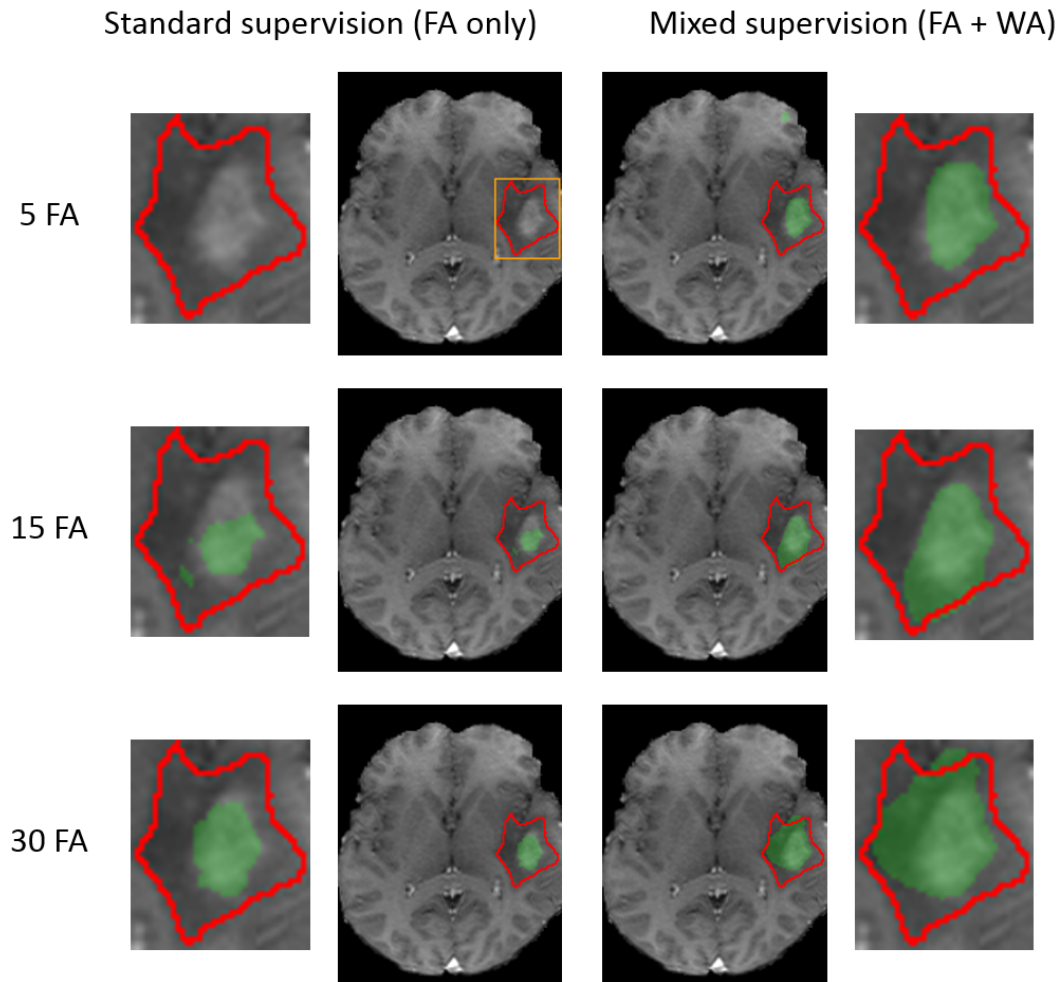 Standard supervision (FA only)
Mixed supervision (FA + WA)
5 FA
15 FA
30 FA